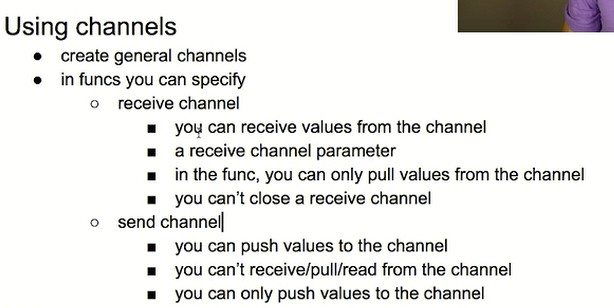 Using channels
● create general channels
● in funcs you can specify
○ receive channel
■ you can receive values from the channel
■ a receive channel parameter
■ in the func, you can only pull values from the channel
■ you can’t close a receive channel
○ send channel
■ you can push values to the channel
■ you can’t receive/pull/read from the channel
■ you can only push values to the channel